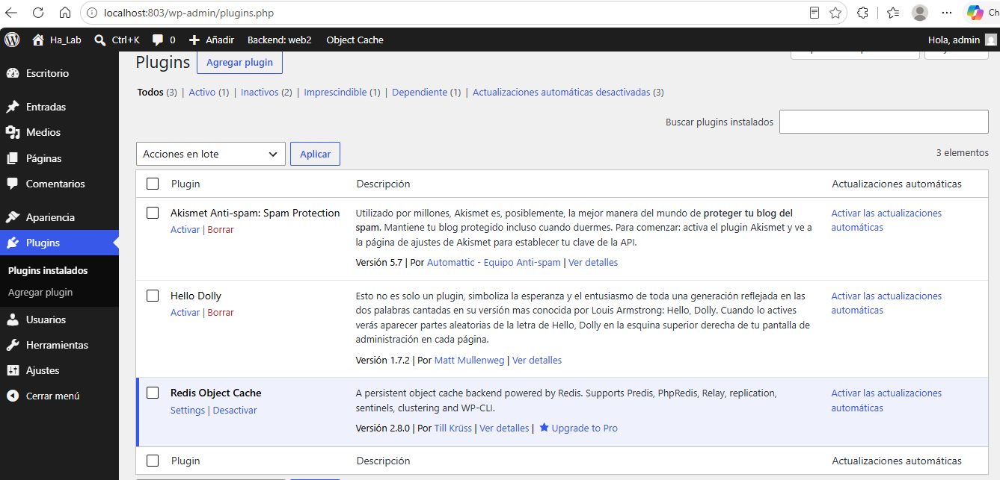 localhost:803/wp-admin/plugins.php
Ch
Ha_Lab Ctrl+K 0 Añadir Backend: web2 Object Cache Hola, admin
Escritorio
Entradas
Medios
Páginas
Comentarios
Apariencia
Plugins
Plugins instalados
Agregar plugin
Usuarios
Herramientas
Ajustes
Cerrar menú
Plugins Agregar plugin
Todos (3) | Activo (1) | Inactivos (2) | Imprescindible (1) | Dependiente (1) | Actualizaciones automáticas desactivadas (3)
Buscar plugins instalados
Acciones en lote Aplicar 3 elementos
Plugin Descripción Actualizaciones automáticas
Akismet Anti-spam: Spam Protection
Activar | Borrar
Utilizado por millones, Akismet es, posiblemente, la mejor manera del mundo de proteger tu blog del
spam. Mantiene tu blog protegido incluso cuando duermes. Para comenzar: activa el plugin Akismet y ve a
la página de ajustes de Akismet para establecer tu clave de la API.
Versión 5.7 | Por Automattic - Equipo Anti-spam | Ver detalles
Activar las actualizaciones
automáticas
Hello Dolly
Activar | Borrar
Esto no es solo un plugin, simboliza la esperanza y el entusiasmo de toda una generación reflejada en las
dos palabras cantadas en su versión mas conocida por Louis Armstrong: Hello, Dolly. Cuando lo actives
verás aparecer partes aleatorias de la letra de Hello, Dolly en la esquina superior derecha de tu pantalla de
administración en cada página.
Versión 1.7.2 | Por Matt Mullenweg | Ver detalles
Activar las actualizaciones
automáticas
Redis Object Cache
Settings | Desactivar
A persistent object cache backend powered by Redis. Supports Predis, PhpRedis, Relay, replication,
sentinels, clustering and WP-CLI.
Versión 2.8.0 | Por Till Krüss | Ver detalles | Upgrade to Pro
Activar las actualizaciones
automáticas
Plugin Descripción Actualizaciones automáticas